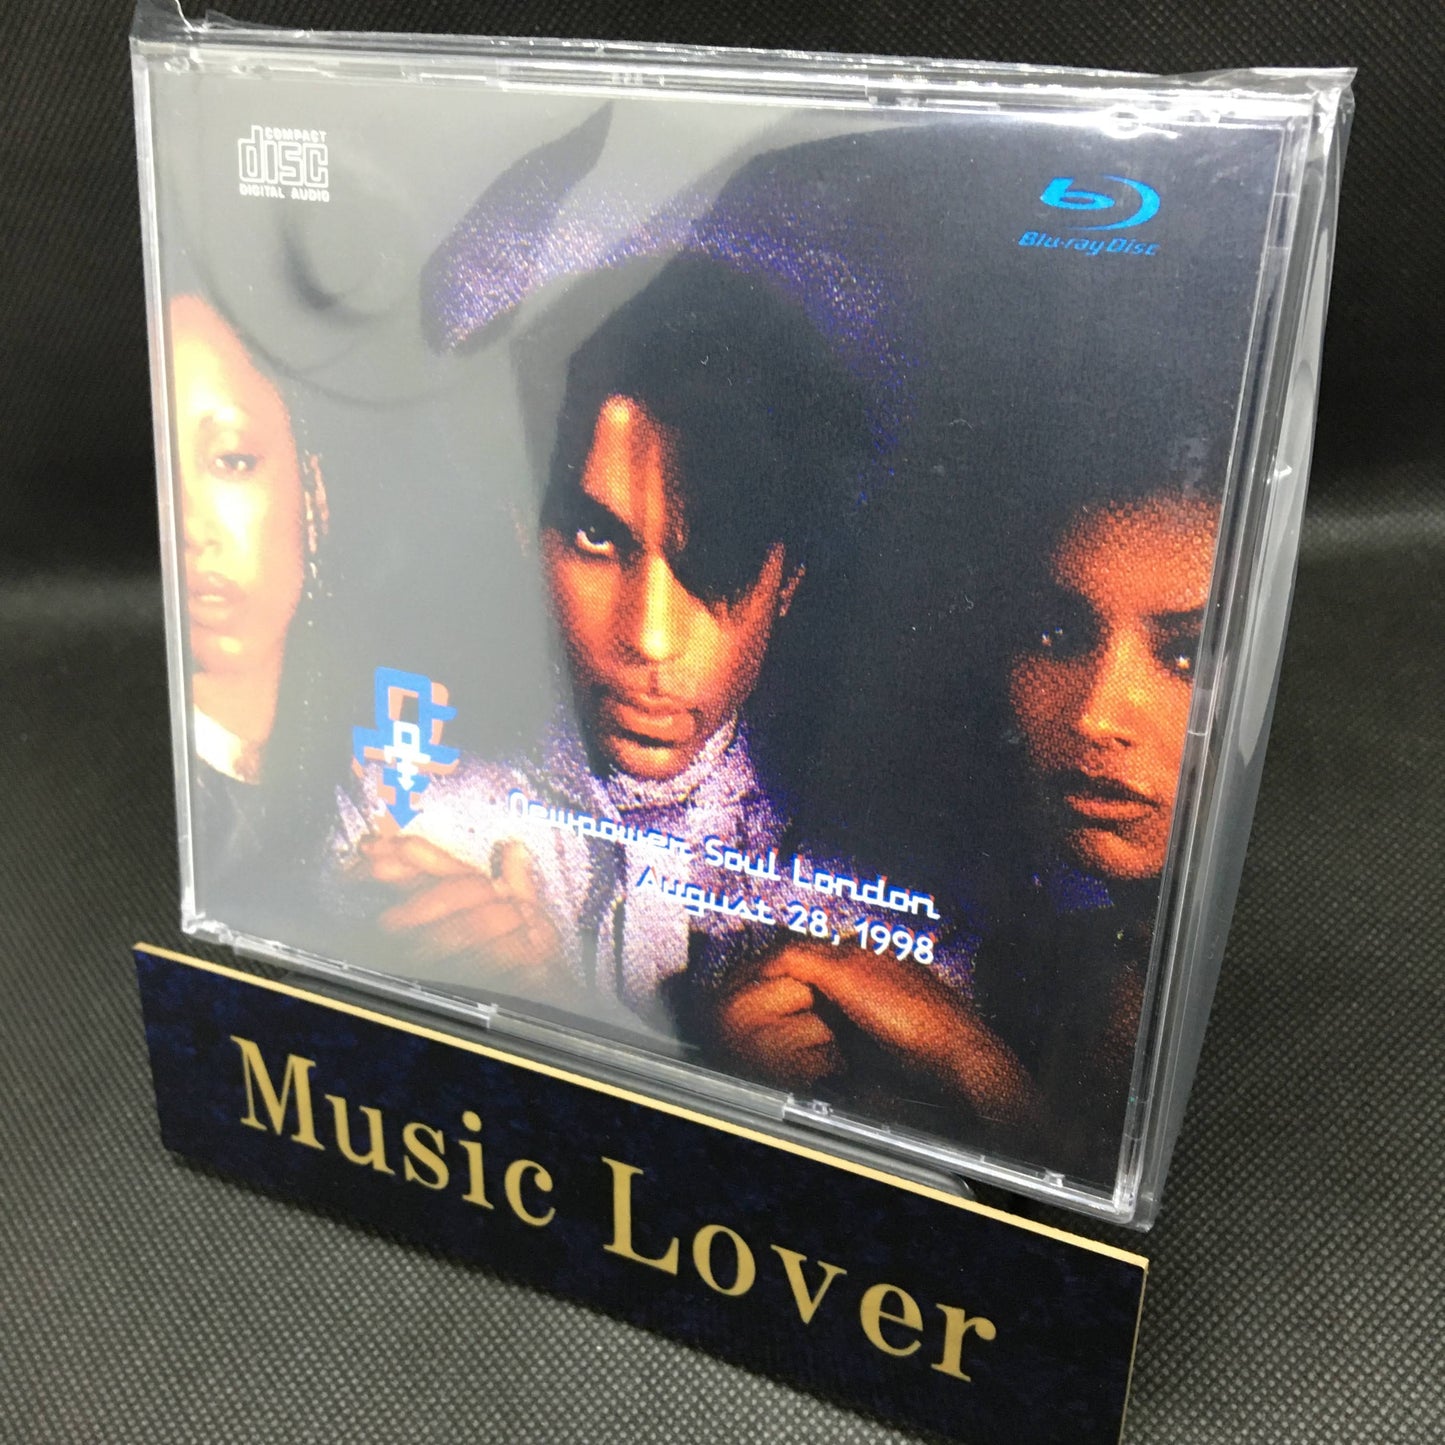 COMPACT
disc
DIGITAL AUDIO
Blu-ray Disc
Newpower Soul London
August 28, 1998
Music Lover